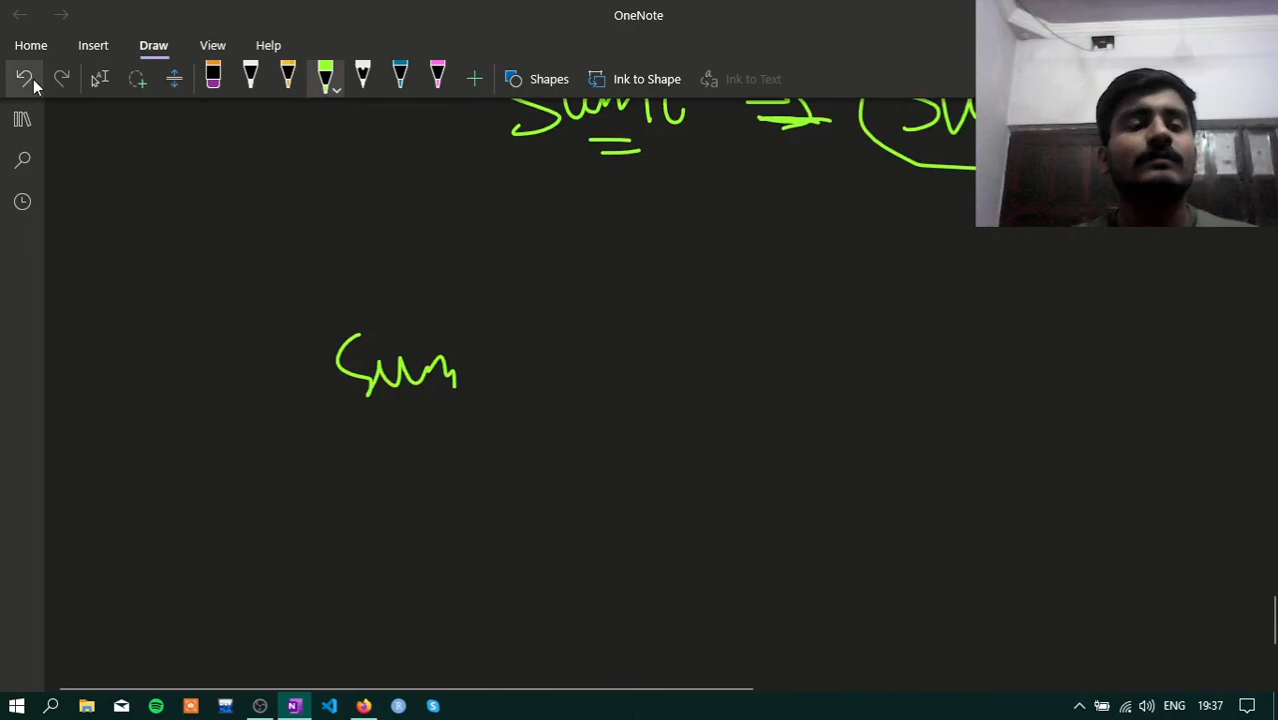 OneNote
Home Insert Draw View Help
Shapes Ink to Shape Ink to Text
Sum
ENG 19:37